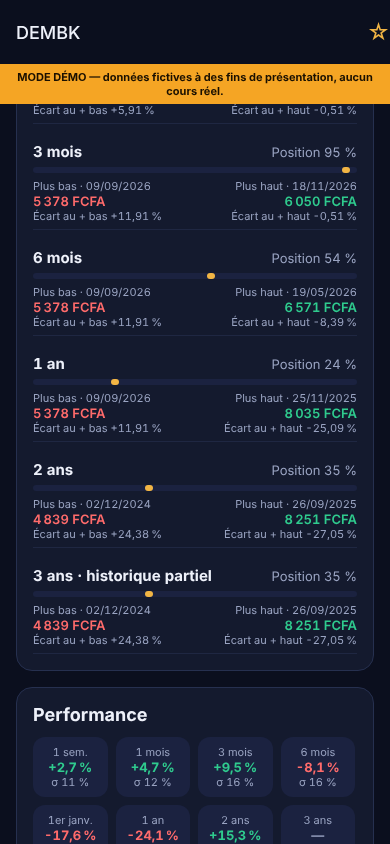 DEMBK
MODE DÉMO — données fictives à des fins de présentation, aucun
cours réel.
Écart au + bas +5,91 % Écart au + haut -0,51 %
3 mois Position 95 %
Plus bas · 09/09/2026 Plus haut · 18/11/2026
5 378 FCFA 6 050 FCFA
Écart au + bas +11,91 % Écart au + haut -0,51 %
6 mois Position 54 %
Plus bas · 09/09/2026 Plus haut · 19/05/2026
5 378 FCFA 6 571 FCFA
Écart au + bas +11,91 % Écart au + haut -8,39 %
1 an Position 24 %
Plus bas · 09/09/2026 Plus haut · 25/11/2025
5 378 FCFA 8 035 FCFA
Écart au + bas +11,91 % Écart au + haut -25,09 %
2 ans Position 35 %
Plus bas · 02/12/2024 Plus haut · 26/09/2025
4 839 FCFA 8 251 FCFA
Écart au + bas +24,38 % Écart au + haut -27,05 %
3 ans · historique partiel Position 35 %
Plus bas · 02/12/2024 Plus haut · 26/09/2025
4 839 FCFA 8 251 FCFA
Écart au + bas +24,38 % Écart au + haut -27,05 %
Performance
1 sem. 1 mois 3 mois 6 mois
+2,7 % +4,7 % +9,5 % -8,1 %
σ 11 % σ 12 % σ 16 % σ 16 %
1er janv. 1 an 2 ans 3 ans
-17,6 % -24,1 % +15,3 % —